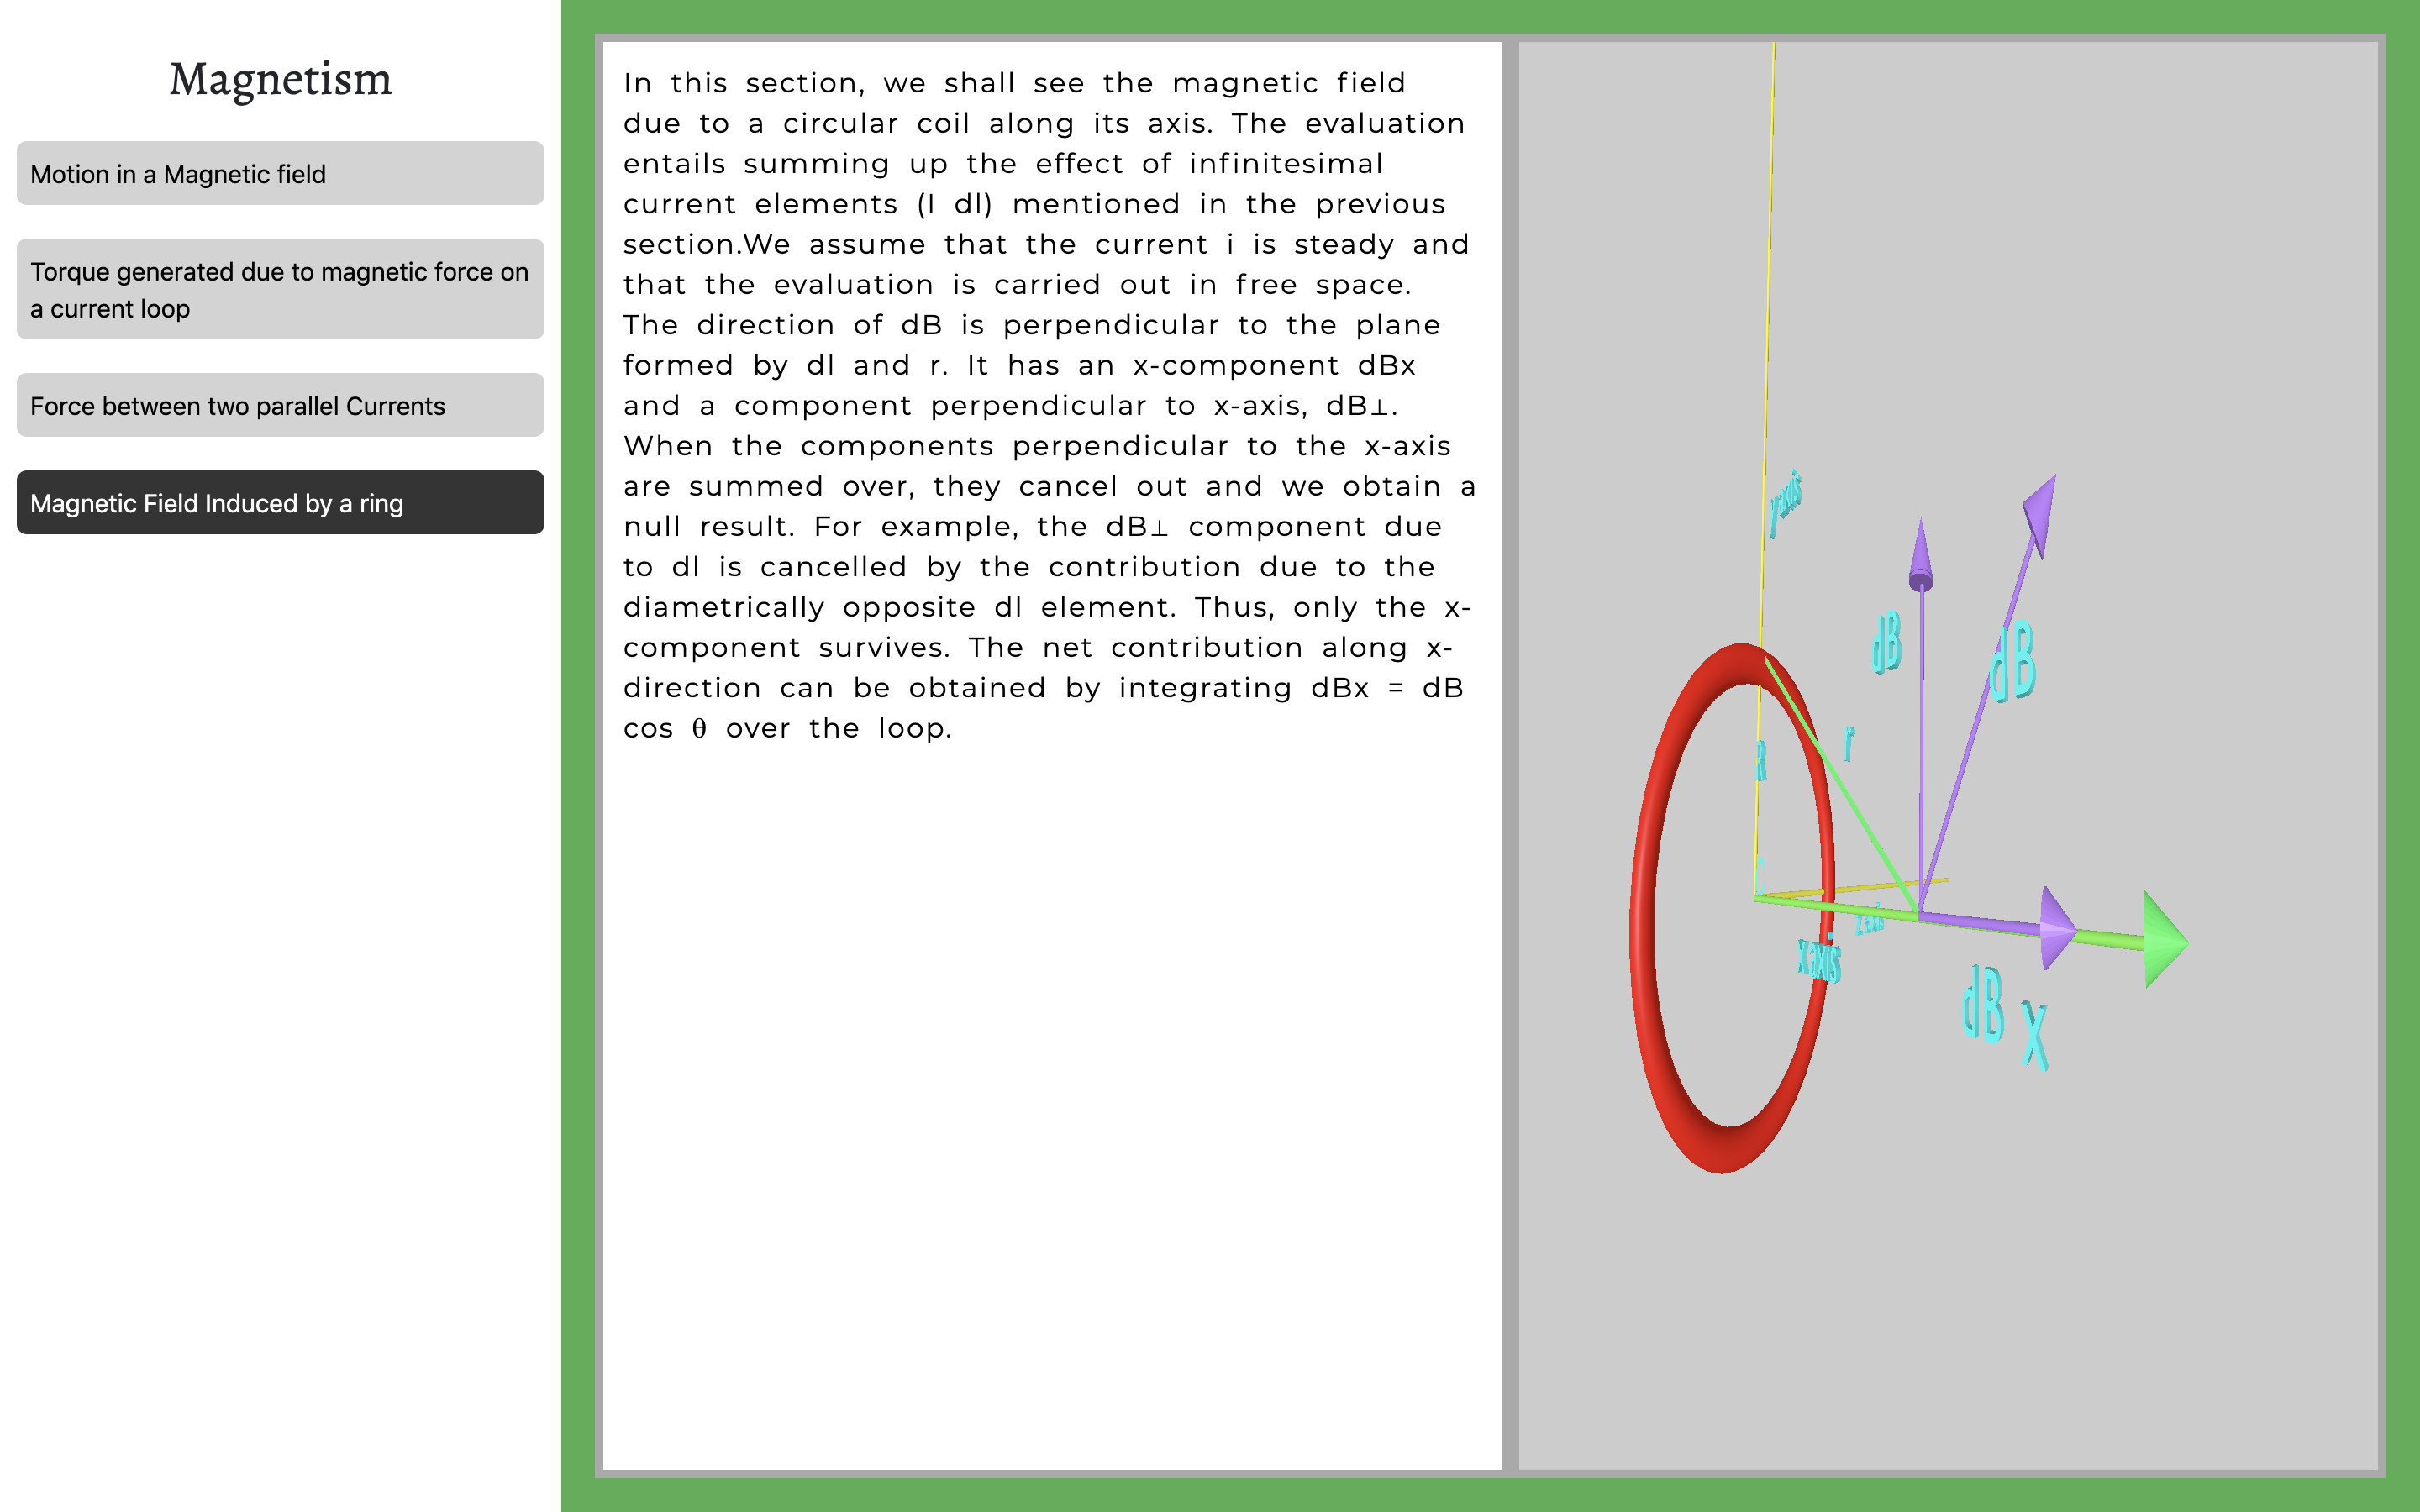 Magnetism
Motion in a Magnetic field
Torque generated due to magnetic force on
a current loop
Force between two parallel Currents
Magnetic Field Induced by a ring
In this section, we shall see the magnetic field
due to a circular coil along its axis. The evaluation
entails summing up the effect of infinitesimal
current elements (I dl) mentioned in the previous
section.We assume that the current i is steady and
that the evaluation is carried out in free space.
The direction of dB is perpendicular to the plane
formed by dl and r. It has an x-component dBx
and a component perpendicular to x-axis, dB⊥.
When the components perpendicular to the x-axis
are summed over, they cancel out and we obtain a
null result. For example, the dB⊥ component due
to dl is cancelled by the contribution due to the
diametrically opposite dl element. Thus, only the x-
component survives. The net contribution along x-
direction can be obtained by integrating dBx = dB
cos θ over the loop.
dB
dB
r
R
X axis
dB
X